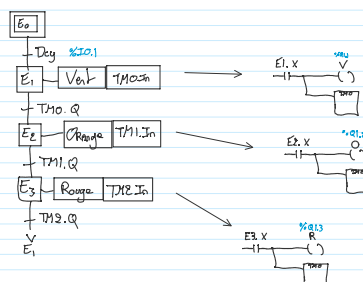 E0
Dcy %I0.1
E1 Vert TM0.In
TM0.Q
E2 Orange TM1.In
TM1.Q
E3 Rouge TM2.In
TM2.Q
E1
E1.X V
E2.X O
E3.X %Q1.3 R